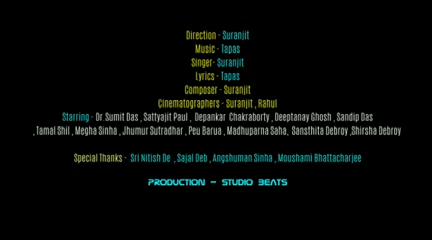 Direction - Suranjit
Music - Tapas
Singer- Suranjit
Lyrics - Tapas
Composer - Suranjit
Cinematographers - Suranjit , Rahul
Starring - Dr Sumit Das , Sattyajit Paul , Depankar Chakraborty , Deeptanay Ghosh , Sandip Das
, Tamal Shil , Megha Sinha , Jhumur Sutradhar , Peu Barua , Madhuparna Saha, Sansthita Debroy ,Shirsha Debroy
Special Thanks - Sri Nitish De , Sajal Deb , Angshuman Sinha , Moushami Bhattacharjee
PRODUCTION - STUDIO BEATS